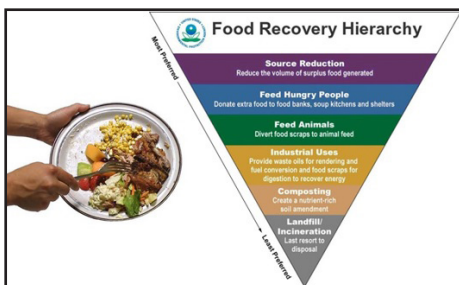 Food Recovery Hierarchy
Most Preferred
Source Reduction
Reduce the volume of surplus food generated
Feed Hungry People
Donate extra food to food banks, soup kitchens and shelters
Feed Animals
Divert food scraps to animal feed
Industrial Uses
Provide waste oils for rendering and
fuel conversion and food scraps for
digestion to recover energy
Composting
Create a nutrient-rich
soil amendment
Landfill/
Incineration
Last resort to
disposal
Least Preferred